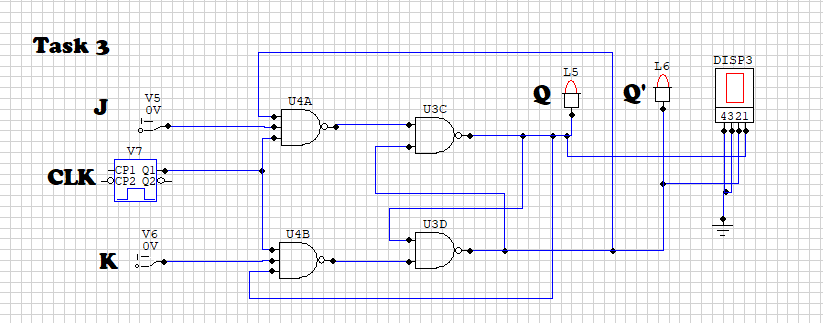 Task 3
L5
L6
DISP3
V5
0V
J
U4A
U3C
Q
Q'
4321
V7
CLK
CP1 Q1
CP2 Q2
V6
0V
K
U4B
U3D